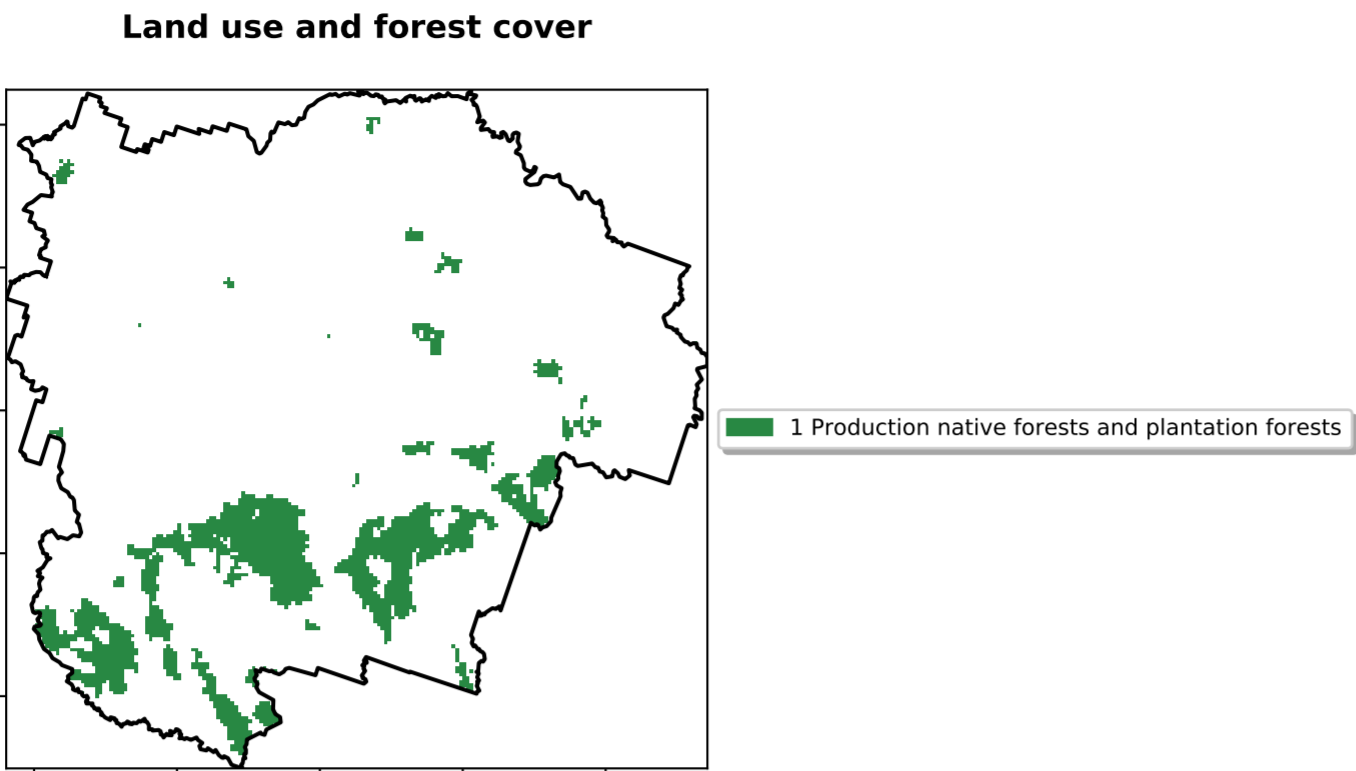 Land use and forest cover
1 Production native forests and plantation forests